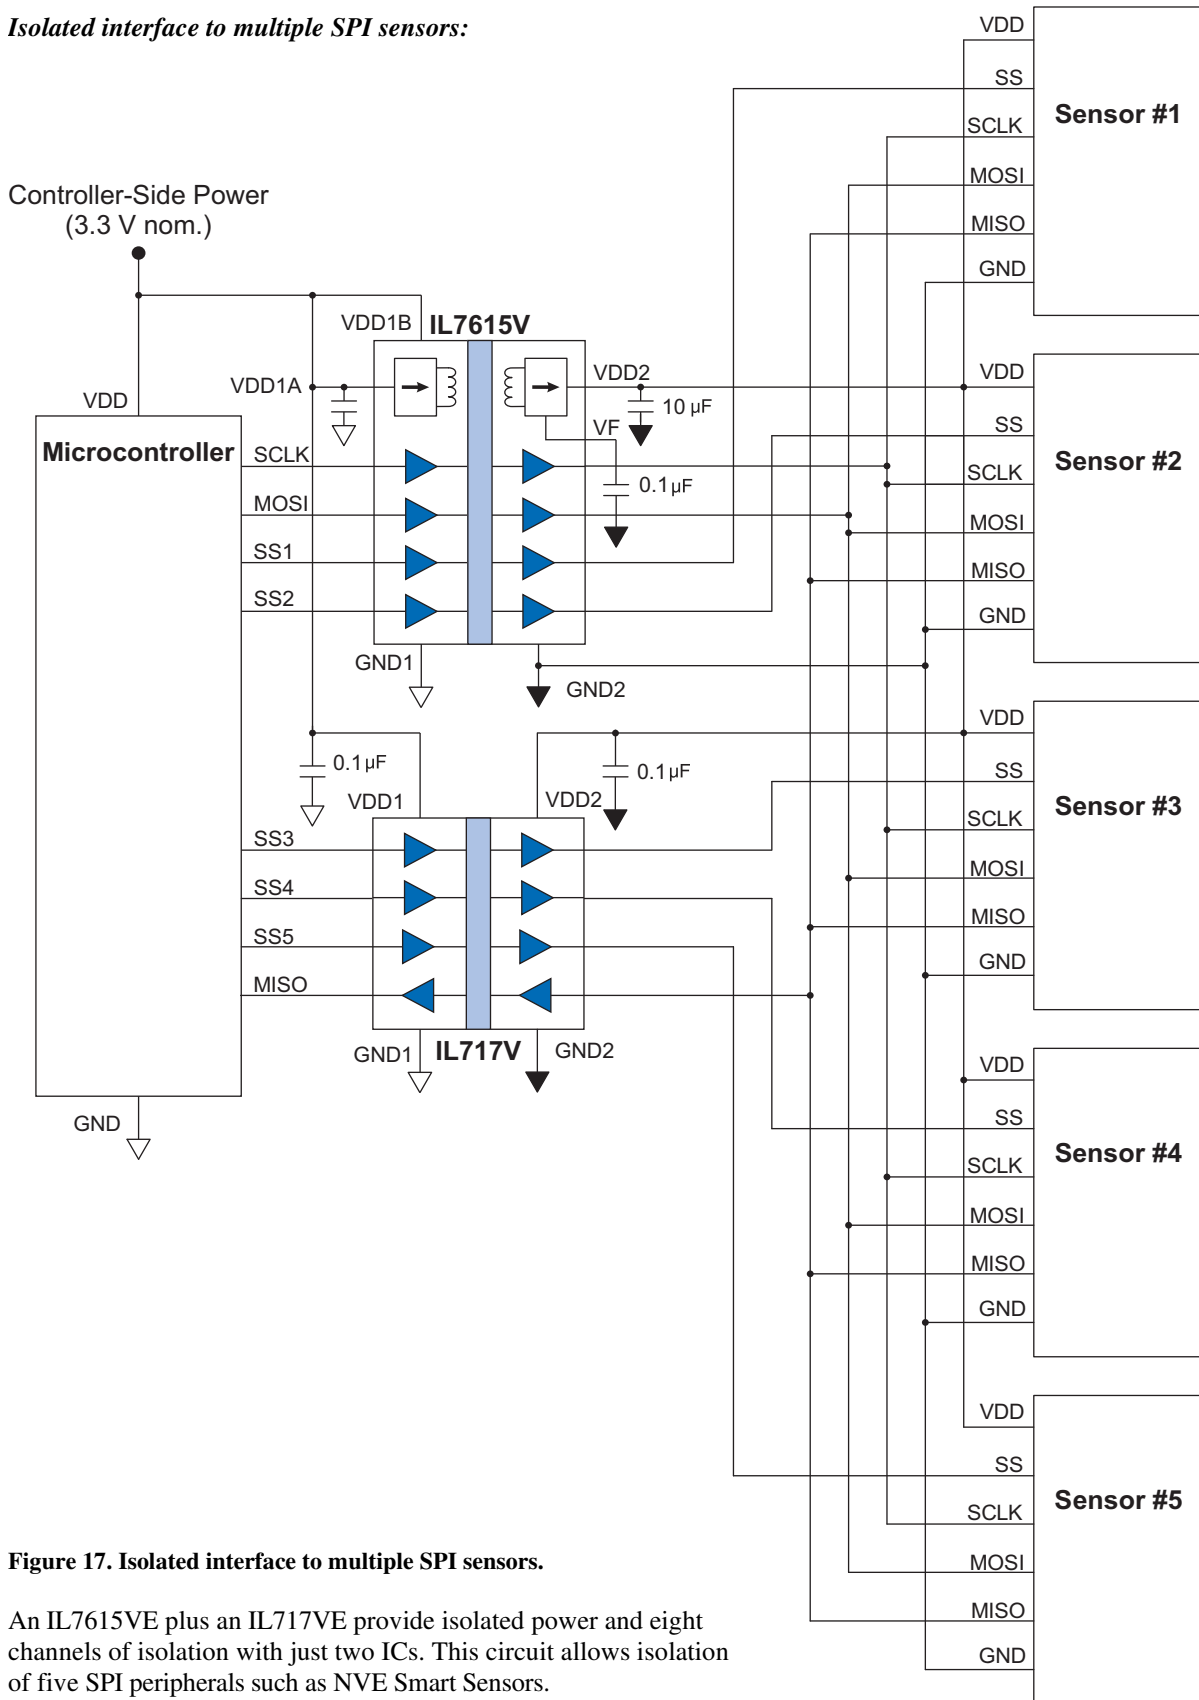 Isolated interface to multiple SPI sensors:
VDD
SS
SCLK
MOSI
MISO
GND
Sensor #1
Controller-Side Power
(3.3 V nom.)
VDD1B
IL7615V
VDD1A
VDD2
10 µF
VF
0.1µF
VDD
Microcontroller
SCLK
MOSI
SS1
SS2
GND1
GND2
VDD
SS
SCLK
MOSI
MISO
GND
Sensor #2
0.1µF
VDD1
VDD2
0.1µF
SS3
SS4
SS5
MISO
GND1
IL717V
GND2
GND
VDD
SS
SCLK
MOSI
MISO
GND
Sensor #3
VDD
SS
SCLK
MOSI
MISO
GND
Sensor #4
VDD
SS
SCLK
MOSI
MISO
GND
Sensor #5
Figure 17. Isolated interface to multiple SPI sensors.
An IL7615VE plus an IL717VE provide isolated power and eight
channels of isolation with just two ICs. This circuit allows isolation
of five SPI peripherals such as NVE Smart Sensors.